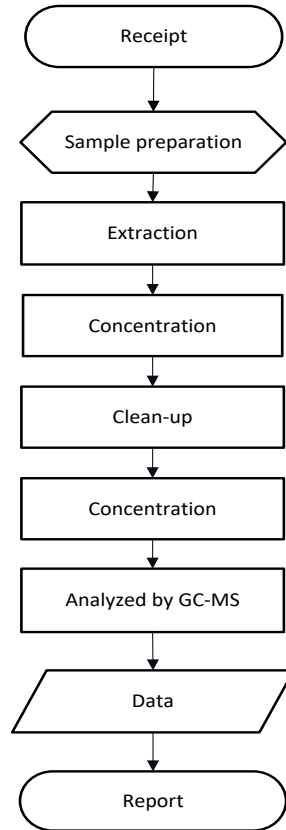 Receipt
Sample preparation
Extraction
Concentration
Clean-up
Concentration
Analyzed by GC-MS
Data
Report